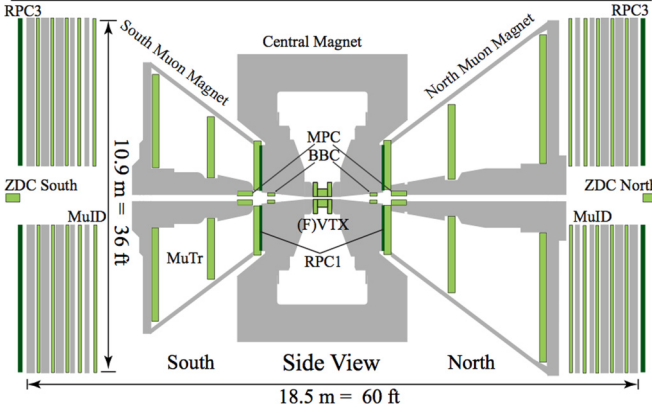 RPC3
South Muon Magnet
Central Magnet
North Muon Magnet
RPC3
MPC
BBC
ZDC South
ZDC North
10.9 m = 36 ft
MuID
(F)VTX
MuID
MuTr
RPC1
South
Side View
North
18.5 m = 60 ft